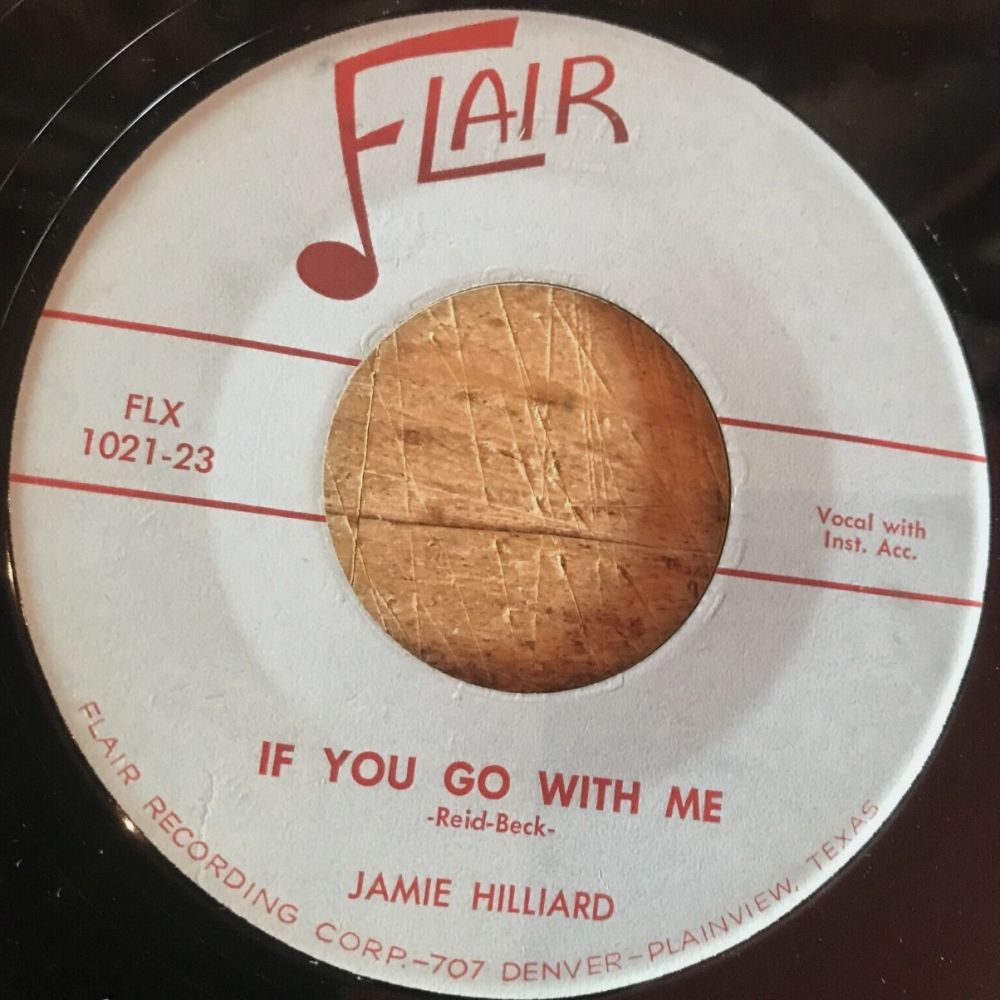 FLAIR
FLX
1021-23
Vocal with
Inst. Acc.
IF YOU GO WITH ME
-Reid-Beck-
JAMIE HILLIARD
FLAIR RECORDING CORP.-707 DENVER-PLAINVIEW, TEXAS